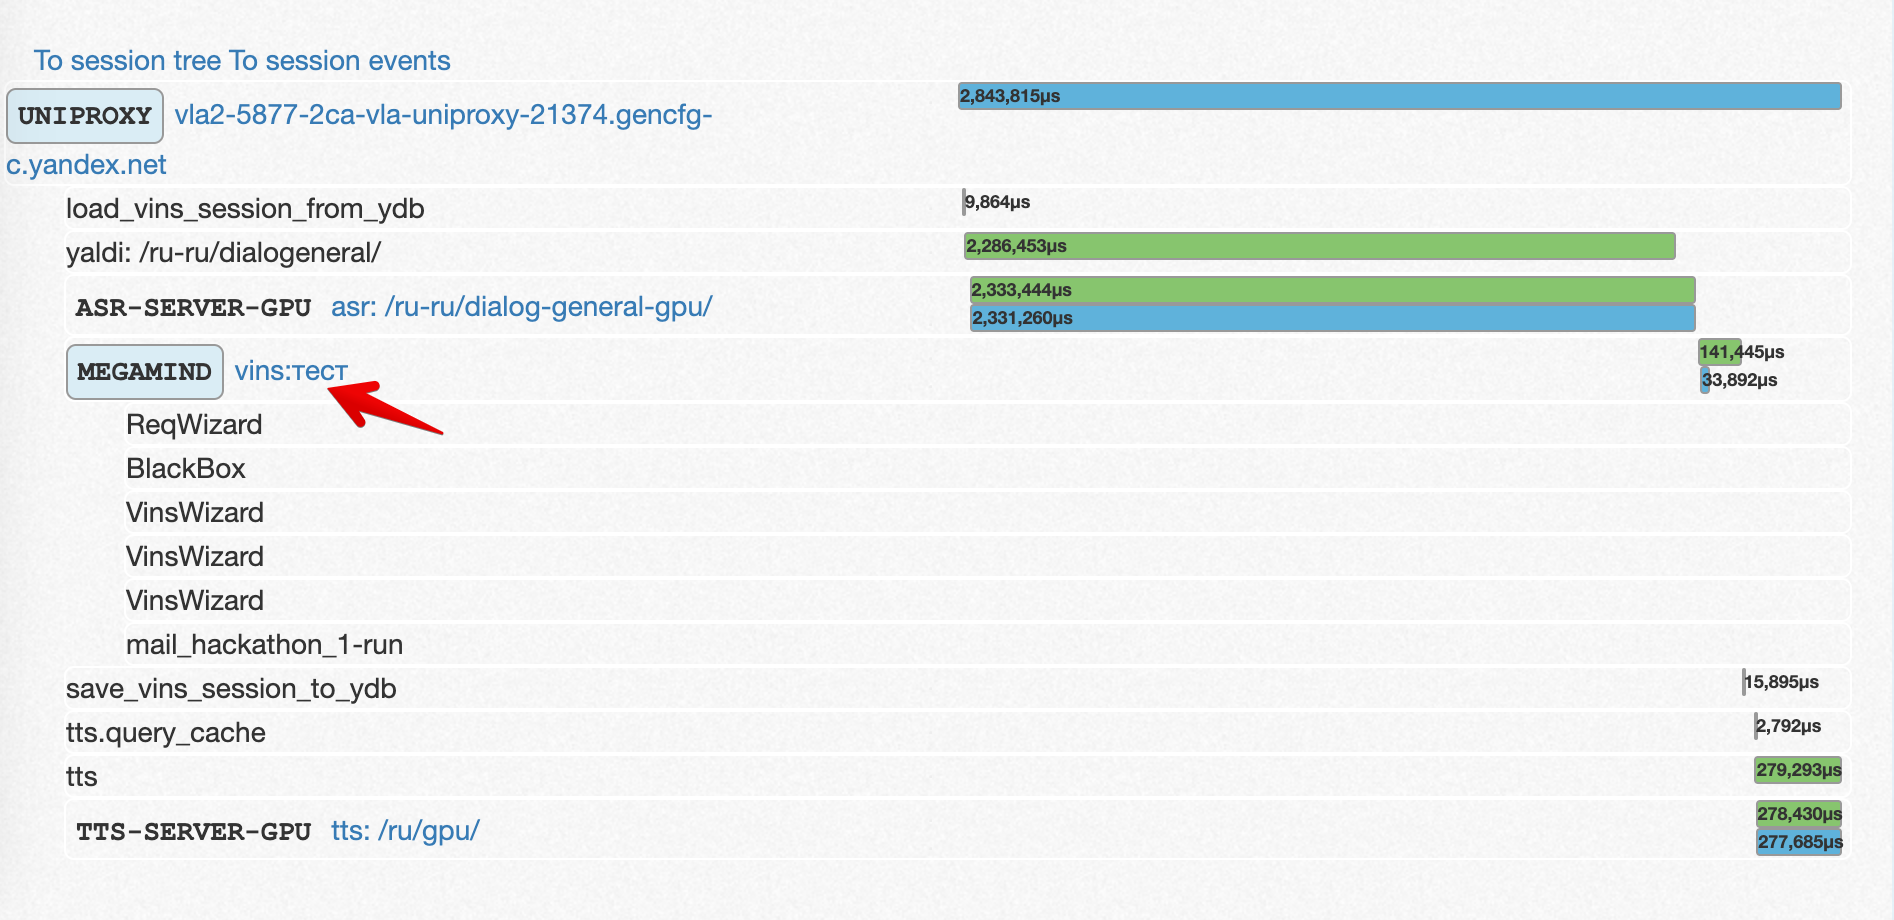 To session tree To session events
UNIPROXY vla2-5877-2ca-vla-uniproxy-21374.gencfg- 2,843,815µs
c.yandex.net
load_vins_session_from_ydb 9,864µs
yaldi: /ru-ru/dialogeneral/ 2,286,453µs
ASR-SERVER-GPU asr: /ru-ru/dialog-general-gpu/ 2,333,444µs
2,331,260µs
MEGAMIND vins:тест 141,445µs
33,892µs
ReqWizard
BlackBox
VinsWizard
VinsWizard
VinsWizard
mail_hackathon_1-run
save_vins_session_to_ydb 15,895µs
tts.query_cache 2,792µs
tts 279,293µs
TTS-SERVER-GPU tts: /ru/gpu/ 278,430µs
277,685µs